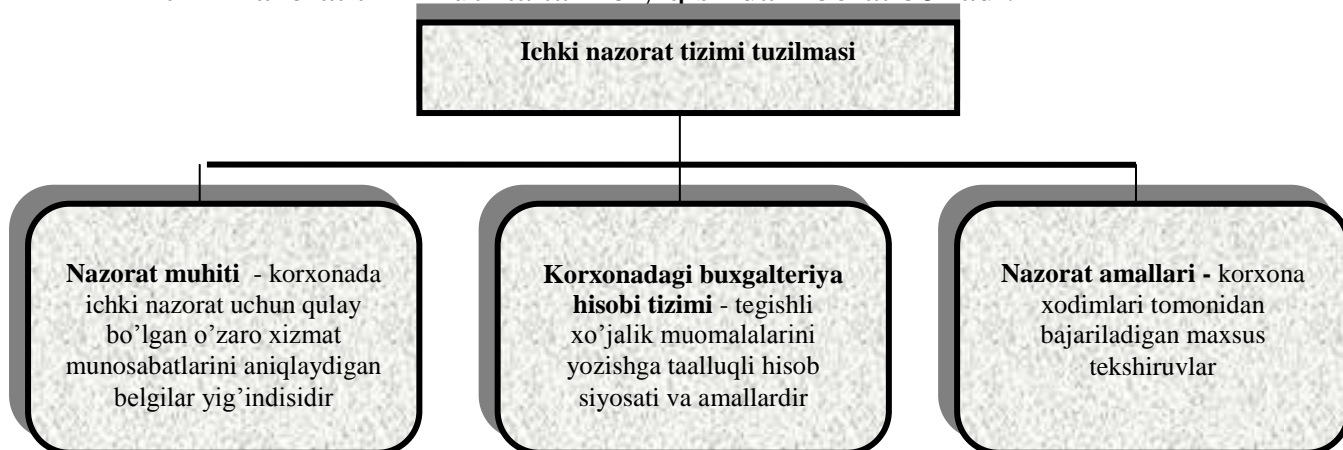 Ichki nazorat tizimi tuzilmasi
Nazorat muhiti - korxonada
ichki nazorat uchun qulay
bo’lgan o’zaro xizmat
munosabatlarini aniqlaydigan
belgilar yig’indisidir
Korxonadagi buxgalteriya
hisobi tizimi - tegishli
xo’jalik muomalalarini
yozishga taalluqli hisob
siyosati va amallardir
Nazorat amallari - korxona
xodimlari tomonidan
bajariladigan maxsus
tekshiruvlar